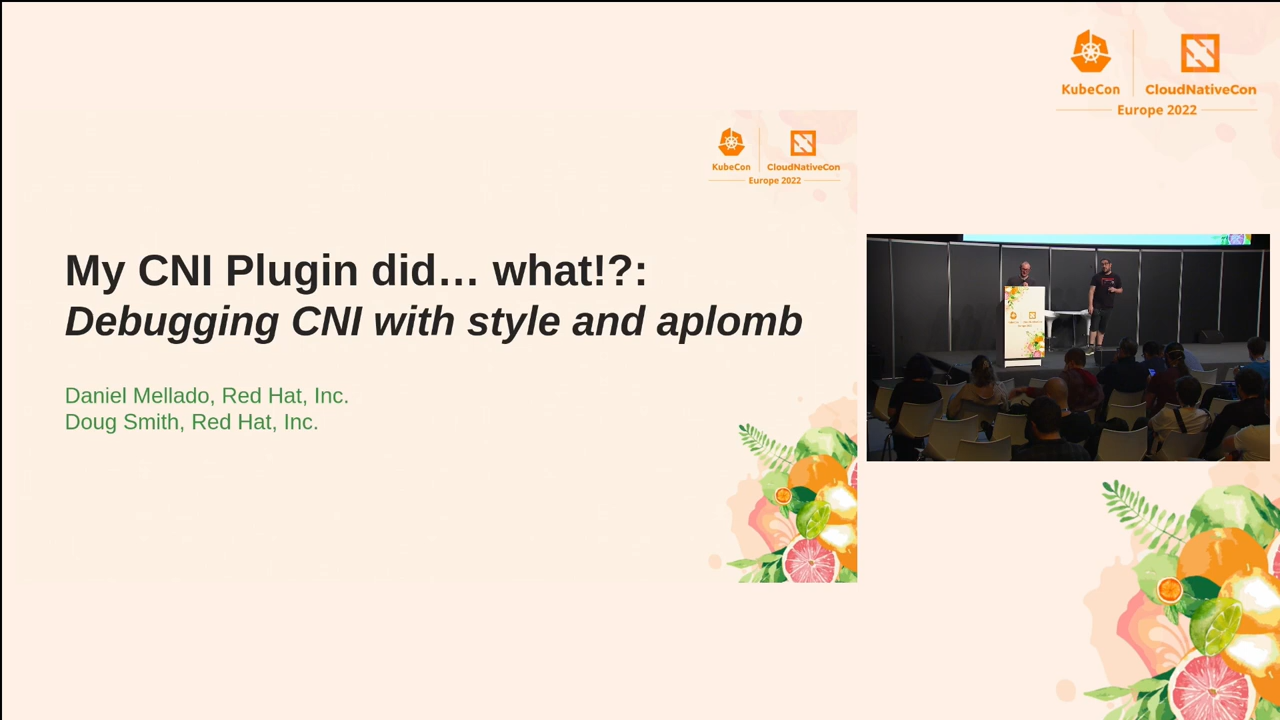 KubeCon
CloudNativeCon
Europe 2022
KubeCon
CloudNativeCon
Europe 2022
My CNI Plugin did… what!?:
Debugging CNI with style and aplomb
Daniel Mellado, Red Hat, Inc.
Doug Smith, Red Hat, Inc.